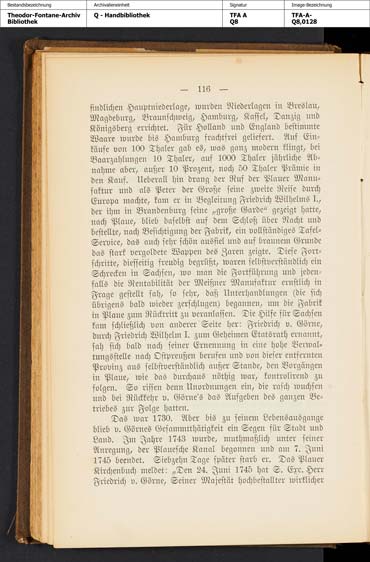 Bestandsbezeichnung
Archivalieneinheit
Signatur
Image-Bezeichnung
Theodor-Fontane-Archiv
Bibliothek
Q - Handbibliothek
TFA A
Q8
TFA-A-
Q8,0128
— 116 —
findlichen Hauptniederlage, wurden Niederlagen in Breslau,
Magdeburg, Braunschweig, Hamburg, Kassel, Danzig und
Königsberg errichtet. Für Holland und England bestimmte
Waare wurde bis Hamburg frachtfrei geliefert. Auf Ein-
käufe von 100 Thaler gab es, was ganz modern klingt, bei
Baarzahlungen 10 Thaler, auf 1000 Thaler jährliche Ab-
nahme aber, außer 10 Prozent, noch 50 Thaler Prämie in
den Kauf. Ueberall hin drang der Ruf der Plauer Manu-
faktur und als Peter der Große seine zweite Reise durch
Europa machte, kam er in Begleitung Friedrich Wilhelms I.,
der ihm in Brandenburg seine „große Garde“ gezeigt hatte,
nach Plaue, blieb daselbst auf dem Schloß über Nacht und
bestellte, nach Besichtigung der Fabrik, ein vollständiges Tafel-
Service, das auch sehr schön ausfiel und auf braunem Grunde
das stark vergoldete Wappen des Zaren zeigte. Diese Fort-
schritte, diesseitig freudig begrüßt, waren selbstverständlich ein
Schrecken in Sachsen, wo man die Fortführung und jeden-
falls die Rentabilität der Meißner Manufaktur ernstlich in
Frage gestellt sah, so sehr, daß Unterhandlungen (die sich
übrigens bald wieder zerschlugen) begannen, um die Fabrik
in Plaue zum Rücktritt zu veranlassen. Die Hilfe für Sachsen
kam schließlich von anderer Seite her: Friedrich v. Görne,
durch Friedrich Wilhelm I. zum Geheimen Etatsrath ernannt,
sah sich bald nach seiner Ernennung in eine hohe Verwal-
tungsstelle nach Ostpreußen berufen und von dieser entfernten
Provinz aus selbstverständlich außer Stande, den Vorgängen
in Plaue, wie das durchaus nöthig war, kontrolirend zu
folgen. So rissen denn Unordnungen ein, die rasch wuchsen
und bei Rückkehr v. Görne's das Aufgeben des ganzen Be-
triebes zur Folge hatten.
Das war 1730. Aber bis zu seinem Lebensausgange
blieb v. Görnes Gesammtthätigkeit ein Segen für Stadt und
Land. Im Jahre 1743 wurde, muthmaßlich unter seiner
Anregung, der Plauesche Kanal begonnen und am 7. Juni
1745 beendet. Siebzehn Tage später starb er. Das Plauer
Kirchenbuch meldet: „Den 24. Juni 1745 hat S. Exc. Herr
Friedrich v. Görne, Seiner Majestät hochbestallter wirklicher